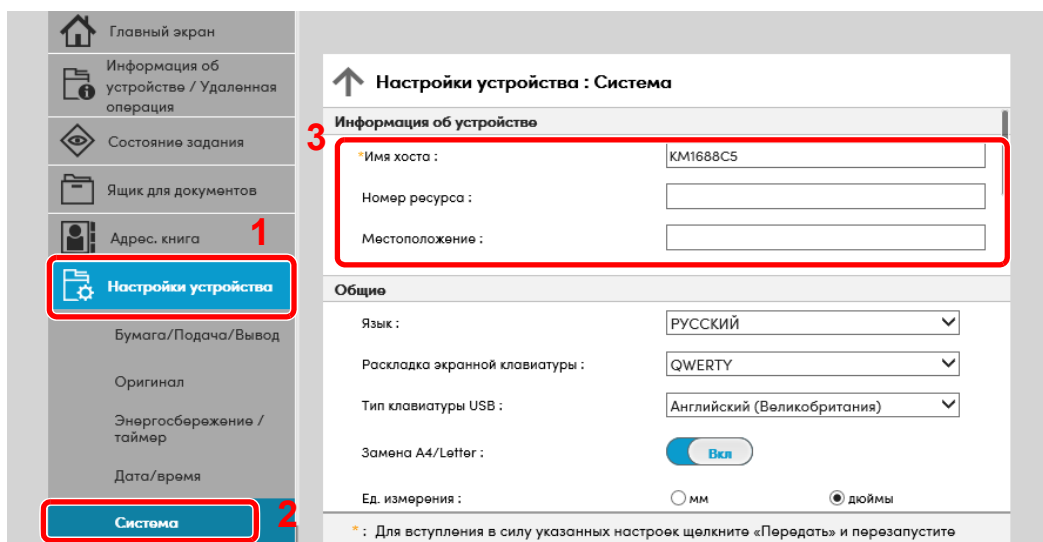 Главный экран
Информация об
устройстве / Удаленная
операция
Состояние задания
Ящик для документов
Адрес. книга
1
Настройки устройства
Бумага/Подача/Вывод
Оригинал
Энергосбережение /
таймер
Дата/время
Система
2
Настройки устройства : Система
Информация об устройстве
3
*Имя хоста : KM1688C5
Номер ресурса :
Местоположение :
Общие
Язык : РУССКИЙ
Раскладка экранной клавиатуры : QWERTY
Тип клавиатуры USB : Английский (Великобритания)
Замена A4/Letter : Вкл
Ед. измерения : мм дюймы
* : Для вступления в силу указанных настроек щелкните «Передать» и перезапустите